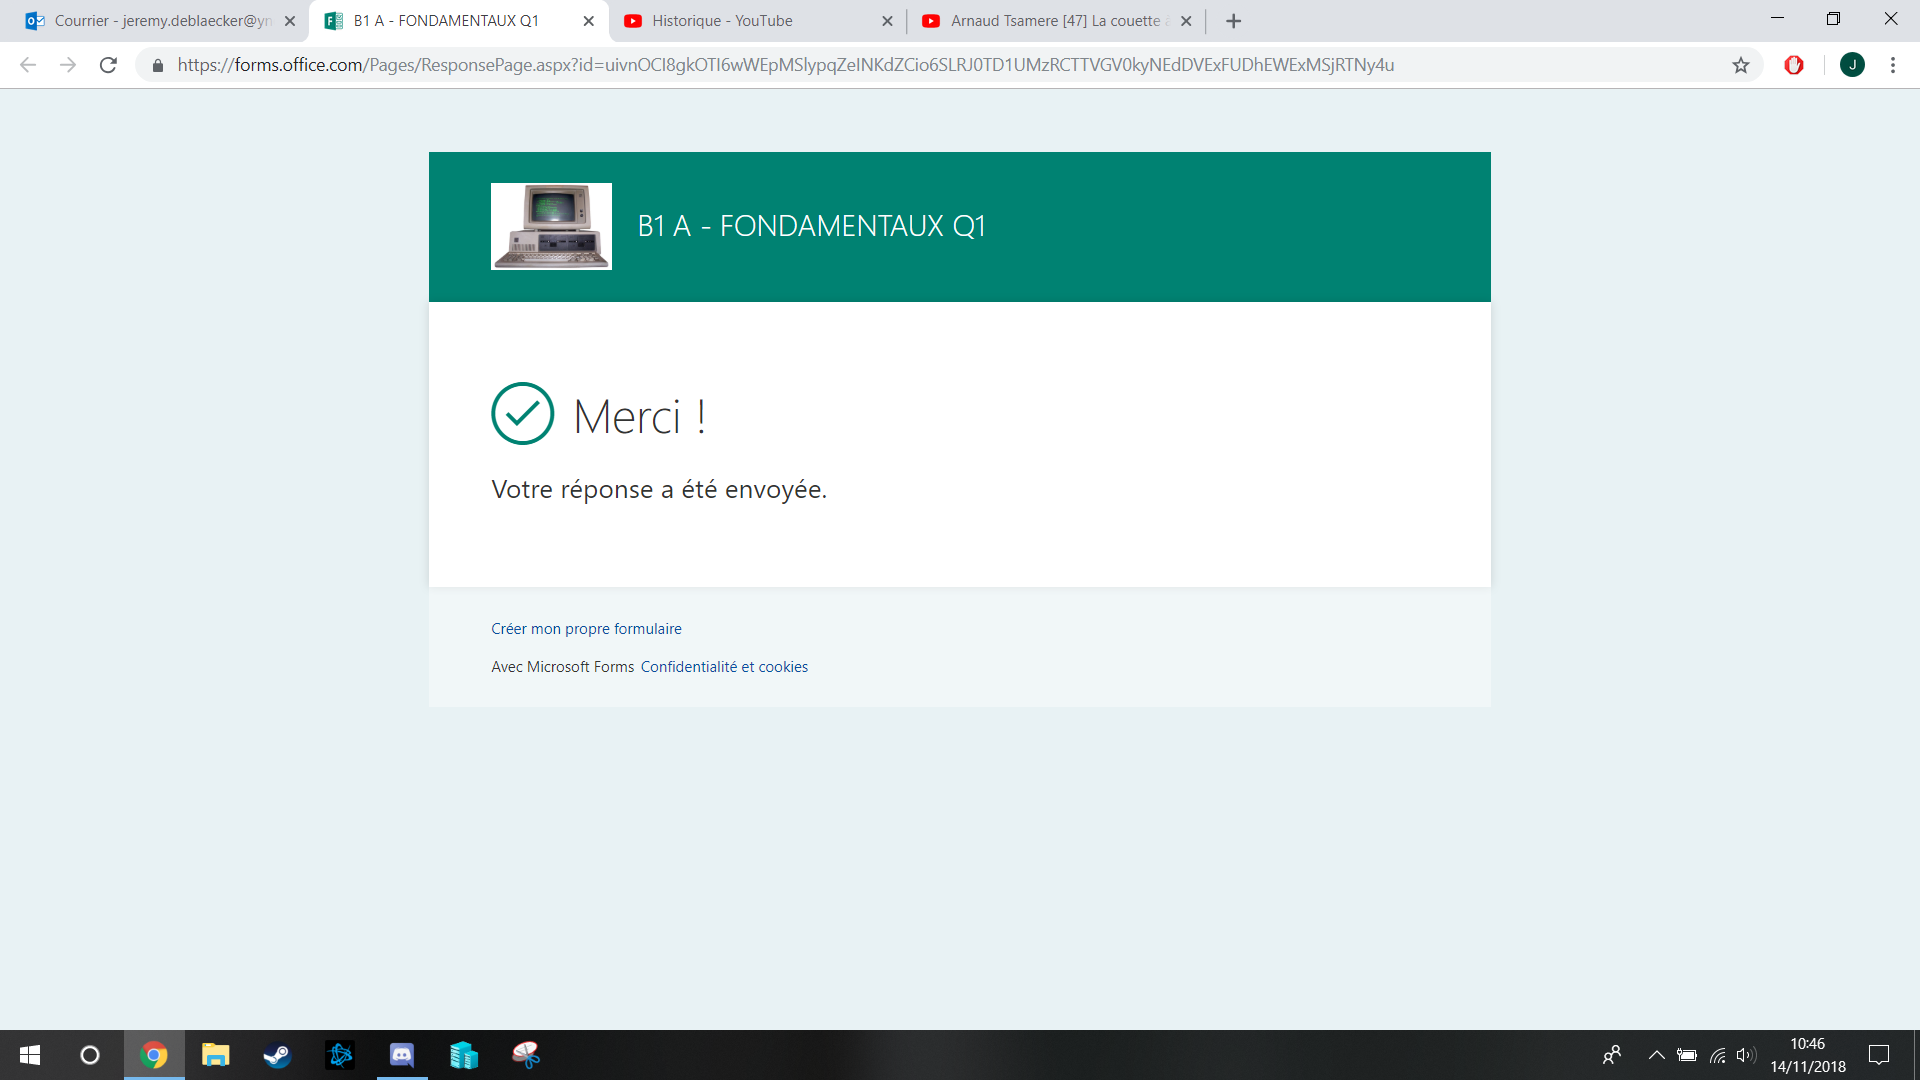 Courrier - jeremy.deblaecker@yn
B1 A - FONDAMENTAUX Q1
Historique - YouTube
Arnaud Tsamere [47] La couette
https://forms.office.com/Pages/ResponsePage.aspx?id=uivnOCI8gkOTI6wWEpMSlypqZeINKdZCio6SLRJ0TD1UMzRCTTVGV0kyNEdDVExFUDhEWExMSjRTNy4u
J
B1 A - FONDAMENTAUX Q1
Merci !
Votre réponse a été envoyée.
Créer mon propre formulaire
Avec Microsoft Forms Confidentialité et cookies
10:46
14/11/2018